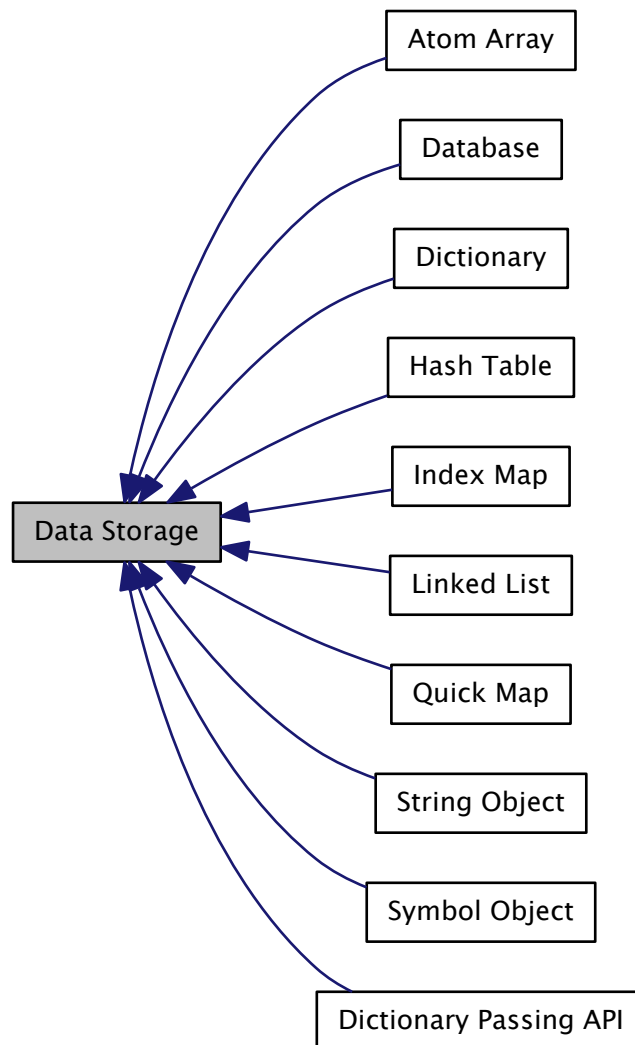 Atom Array
Database
Dictionary
Hash Table
Index Map
Data Storage
Linked List
Quick Map
String Object
Symbol Object
Dictionary Passing API